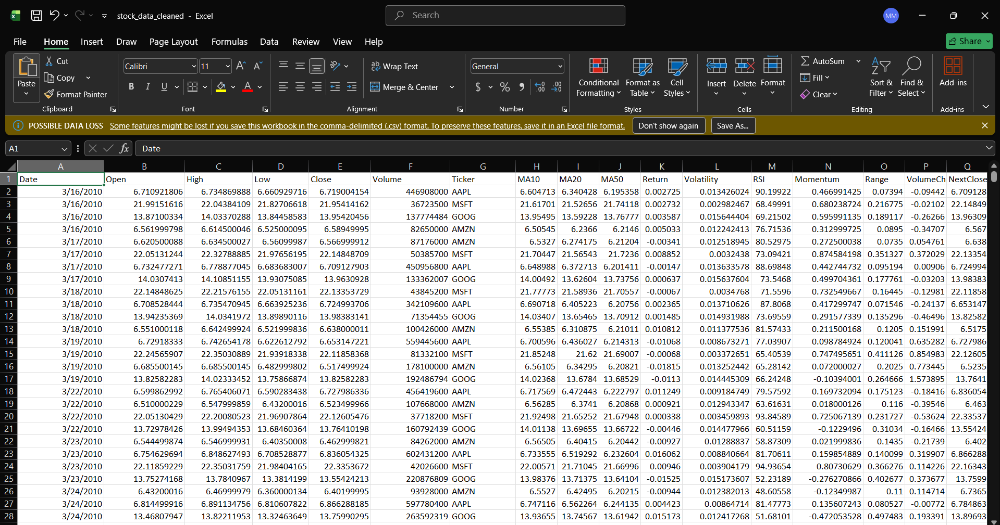 stock_data_cleaned - Excel
Search
MM
File Home Insert Draw Page Layout Formulas Data Review View Help
Share
Paste
Cut
Copy
Format Painter
Clipboard
Calibri 11
B I U
A
Font
Wrap Text
Merge & Center
Alignment
General
$ % 9
Number
Conditional Formatting
Format as Table
Cell Styles
Styles
Insert Delete Format
Cells
AutoSum
Fill
Clear
Sort & Filter
Find & Select
Editing
Add-ins
Add-ins
POSSIBLE DATA LOSS Some features might be lost if you save this workbook in the comma-delimited (.csv) format. To preserve these features, save it in an Excel file format. Don't show again Save As...
A1 fx Date
A B C D E F G H I J K L M N O P Q
1 Date Open High Low Close Volume Ticker MA10 MA20 MA50 Return Volatility RSI Momentum Range VolumeCh NextClose
2 3/16/2010 6.710921806 6.734869888 6.660929716 6.719004154 446908000 AAPL 6.604713 6.340428 6.195358 0.002725 0.013426024 90.19922 0.466991425 0.07394 -0.09442 6.709128
3 3/16/2010 21.99151616 22.04384109 21.82706618 21.95414162 36723500 MSFT 21.61701 21.52656 21.74118 0.002732 0.002982467 68.49991 0.680238724 0.216775 -0.02102 22.14849
4 3/16/2010 13.87100334 14.03370288 13.84458583 13.95420456 137774484 GOOG 13.95495 13.59228 13.76777 0.003587 0.015644404 69.21502 0.595991135 0.189117 -0.26266 13.96309
5 3/16/2010 6.561999798 6.614500046 6.525000095 6.58949995 82650000 AMZN 6.50545 6.2366 6.2146 0.005033 0.012242413 76.71536 0.312999725 0.0895 -0.34707 6.567
6 3/17/2010 6.620500088 6.634500027 6.56099987 6.566999912 87176000 AMZN 6.5327 6.274175 6.21204 -0.00341 0.012518945 80.52975 0.272500038 0.0735 0.054761 6.638
7 3/17/2010 22.05131244 22.32788885 21.97656195 22.14848709 50385700 MSFT 21.70447 21.56543 21.7236 0.008852 0.0032438 73.09421 0.874584198 0.351327 0.372029 22.13354
8 3/17/2010 6.732477271 6.778877045 6.683683007 6.709127903 450956800 AAPL 6.648988 6.372713 6.201411 -0.00147 0.013633578 88.69848 0.442744732 0.095194 0.00906 6.724994
9 3/17/2010 14.0307413 14.10851155 13.93075085 13.9630928 133362007 GOOG 14.00492 13.62604 13.73756 0.000637 0.015637604 73.5468 0.499704361 0.177761 -0.03203 13.98383
10 3/18/2010 22.14848625 22.21576155 22.05131161 22.13353729 43845200 MSFT 21.77773 21.58936 21.70557 -0.00067 0.0034768 71.5596 0.732549667 0.16445 -0.12981 22.11858
11 3/18/2010 6.708528444 6.735470945 6.663925236 6.724993706 342109600 AAPL 6.690718 6.405223 6.20756 0.002365 0.013710626 87.8068 0.417299747 0.071546 -0.24137 6.653147
12 3/18/2010 13.94235369 14.0341972 13.89890116 13.98383141 71354455 GOOG 14.03407 13.65465 13.70912 0.001485 0.014931988 73.69559 0.291577339 0.135296 -0.46496 13.82582
13 3/18/2010 6.551000118 6.642499924 6.521999836 6.638000011 100426000 AMZN 6.55385 6.310875 6.21011 0.010812 0.011377536 81.57433 0.211500168 0.1205 0.151991 6.5175
14 3/19/2010 6.72918333 6.742654178 6.622612792 6.653147221 559445600 AAPL 6.700596 6.436027 6.214313 -0.01068 0.008673271 77.03907 0.098784924 0.120041 0.635282 6.727986
15 3/19/2010 22.24565907 22.35030889 21.93918338 22.11858368 81332100 MSFT 21.85248 21.62 21.69007 -0.00068 0.003372651 65.40539 0.747495651 0.411126 0.854983 22.12605
16 3/19/2010 6.685500145 6.685500145 6.482999802 6.517499924 178100000 AMZN 6.56105 6.34295 6.20821 -0.01815 0.013252442 65.28142 0.072000027 0.2025 0.773445 6.5235
17 3/19/2010 13.82582283 14.02333452 13.75866874 13.82582283 192486794 GOOG 14.02368 13.6784 13.68529 -0.0113 0.014445309 66.24248 -0.10394001 0.264666 1.573895 13.7641
18 3/22/2010 6.599862992 6.765406071 6.590283438 6.727986336 456419600 AAPL 6.717569 6.472443 6.222797 0.011249 0.009184749 79.57592 0.169732094 0.175123 -0.18416 6.836054
19 3/22/2010 6.510000229 6.547999859 6.43200016 6.523499966 107668000 AMZN 6.56285 6.3741 6.20868 0.000921 0.012943347 63.61631 0.018000126 0.116 -0.39546 6.463
20 3/22/2010 22.05130429 22.20080523 21.96907864 22.12605476 37718200 MSFT 21.92498 21.65252 21.67948 0.000338 0.003459893 93.84589 0.725067139 0.231727 -0.53624 22.33537
21 3/22/2010 13.72978426 13.99494353 13.68460364 13.76410198 160792439 GOOG 14.01138 13.69655 13.66722 -0.00446 0.014477966 60.51159 -0.1229496 0.31034 -0.16466 13.55424
22 3/23/2010 6.544499874 6.546999931 6.40350008 6.462999821 84262000 AMZN 6.56505 6.40415 6.20442 -0.00927 0.01288837 58.87309 0.021999836 0.1435 -0.21739 6.402
23 3/23/2010 6.754629694 6.848627493 6.708528877 6.836054325 602431200 AAPL 6.733555 6.519292 6.232604 0.016062 0.008840664 81.70611 0.159854889 0.140099 0.319907 6.866288
24 3/23/2010 22.11859229 22.35031759 21.98404165 22.3353672 42026600 MSFT 22.00571 21.71045 21.66996 0.00946 0.003904179 94.93654 0.80730629 0.366276 0.114226 22.16343
25 3/23/2010 13.75274168 13.7840967 13.3814199 13.55424213 220876809 GOOG 13.98376 13.71375 13.64104 -0.01525 0.015173607 52.23189 -0.276270866 0.402677 0.373677 13.7599
26 3/24/2010 6.43200016 6.46999979 6.360000134 6.40199995 93928000 AMZN 6.5527 6.42495 6.20215 -0.00944 0.012382013 48.60558 -0.12349987 0.11 0.114714 6.7365
27 3/24/2010 6.814499916 6.891134756 6.810607822 6.866288185 597780400 AAPL 6.747116 6.562264 6.244135 0.004423 0.00864714 81.47773 0.135607243 0.080527 -0.00772 6.784863
28 3/24/2010 13.46807947 13.82211953 13.32463649 13.75990295 263592319 GOOG 13.93655 13.74567 13.61942 0.015173 0.012417268 51.68101 -0.472053528 0.497483 0.193391 13.89693